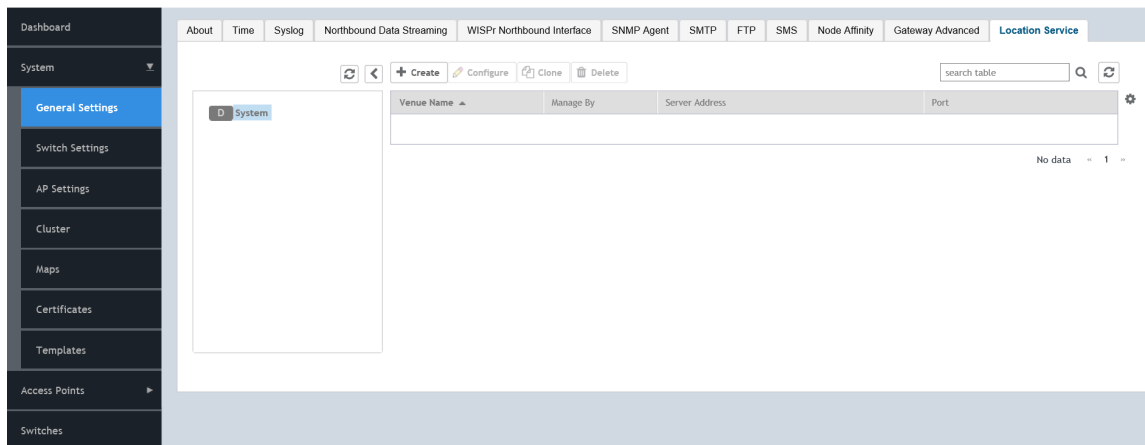 Dashboard
About Time Syslog Northbound Data Streaming WISPr Northbound Interface SNMP Agent SMTP FTP SMS Node Affinity Gateway Advanced Location Service
System
Create Configure Clone Delete search table
General Settings
Venue Name Manage By Server Address Port
D System
Switch Settings
No data « 1 »
AP Settings
Cluster
Maps
Certificates
Templates
Access Points
Switches